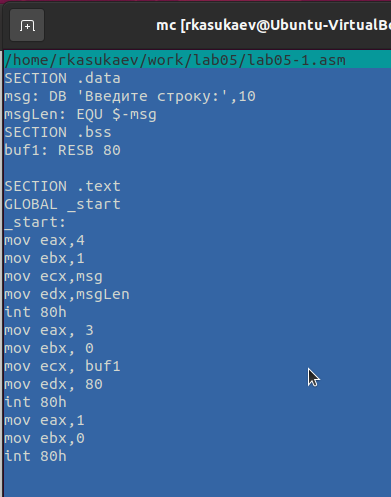 mc [rkasukaev@Ubuntu-VirtualBo
/home/rkasukaev/work/lab05/lab05-1.asm
SECTION .data
msg: DB 'Введите строку:',10
msgLen: EQU $-msg
SECTION .bss
buf1: RESB 80
SECTION .text
GLOBAL _start
_start:
mov eax,4
mov ebx,1
mov ecx,msg
mov edx,msgLen
int 80h
mov eax, 3
mov ebx, 0
mov ecx, buf1
mov edx, 80
int 80h
mov eax,1
mov ebx,0
int 80h